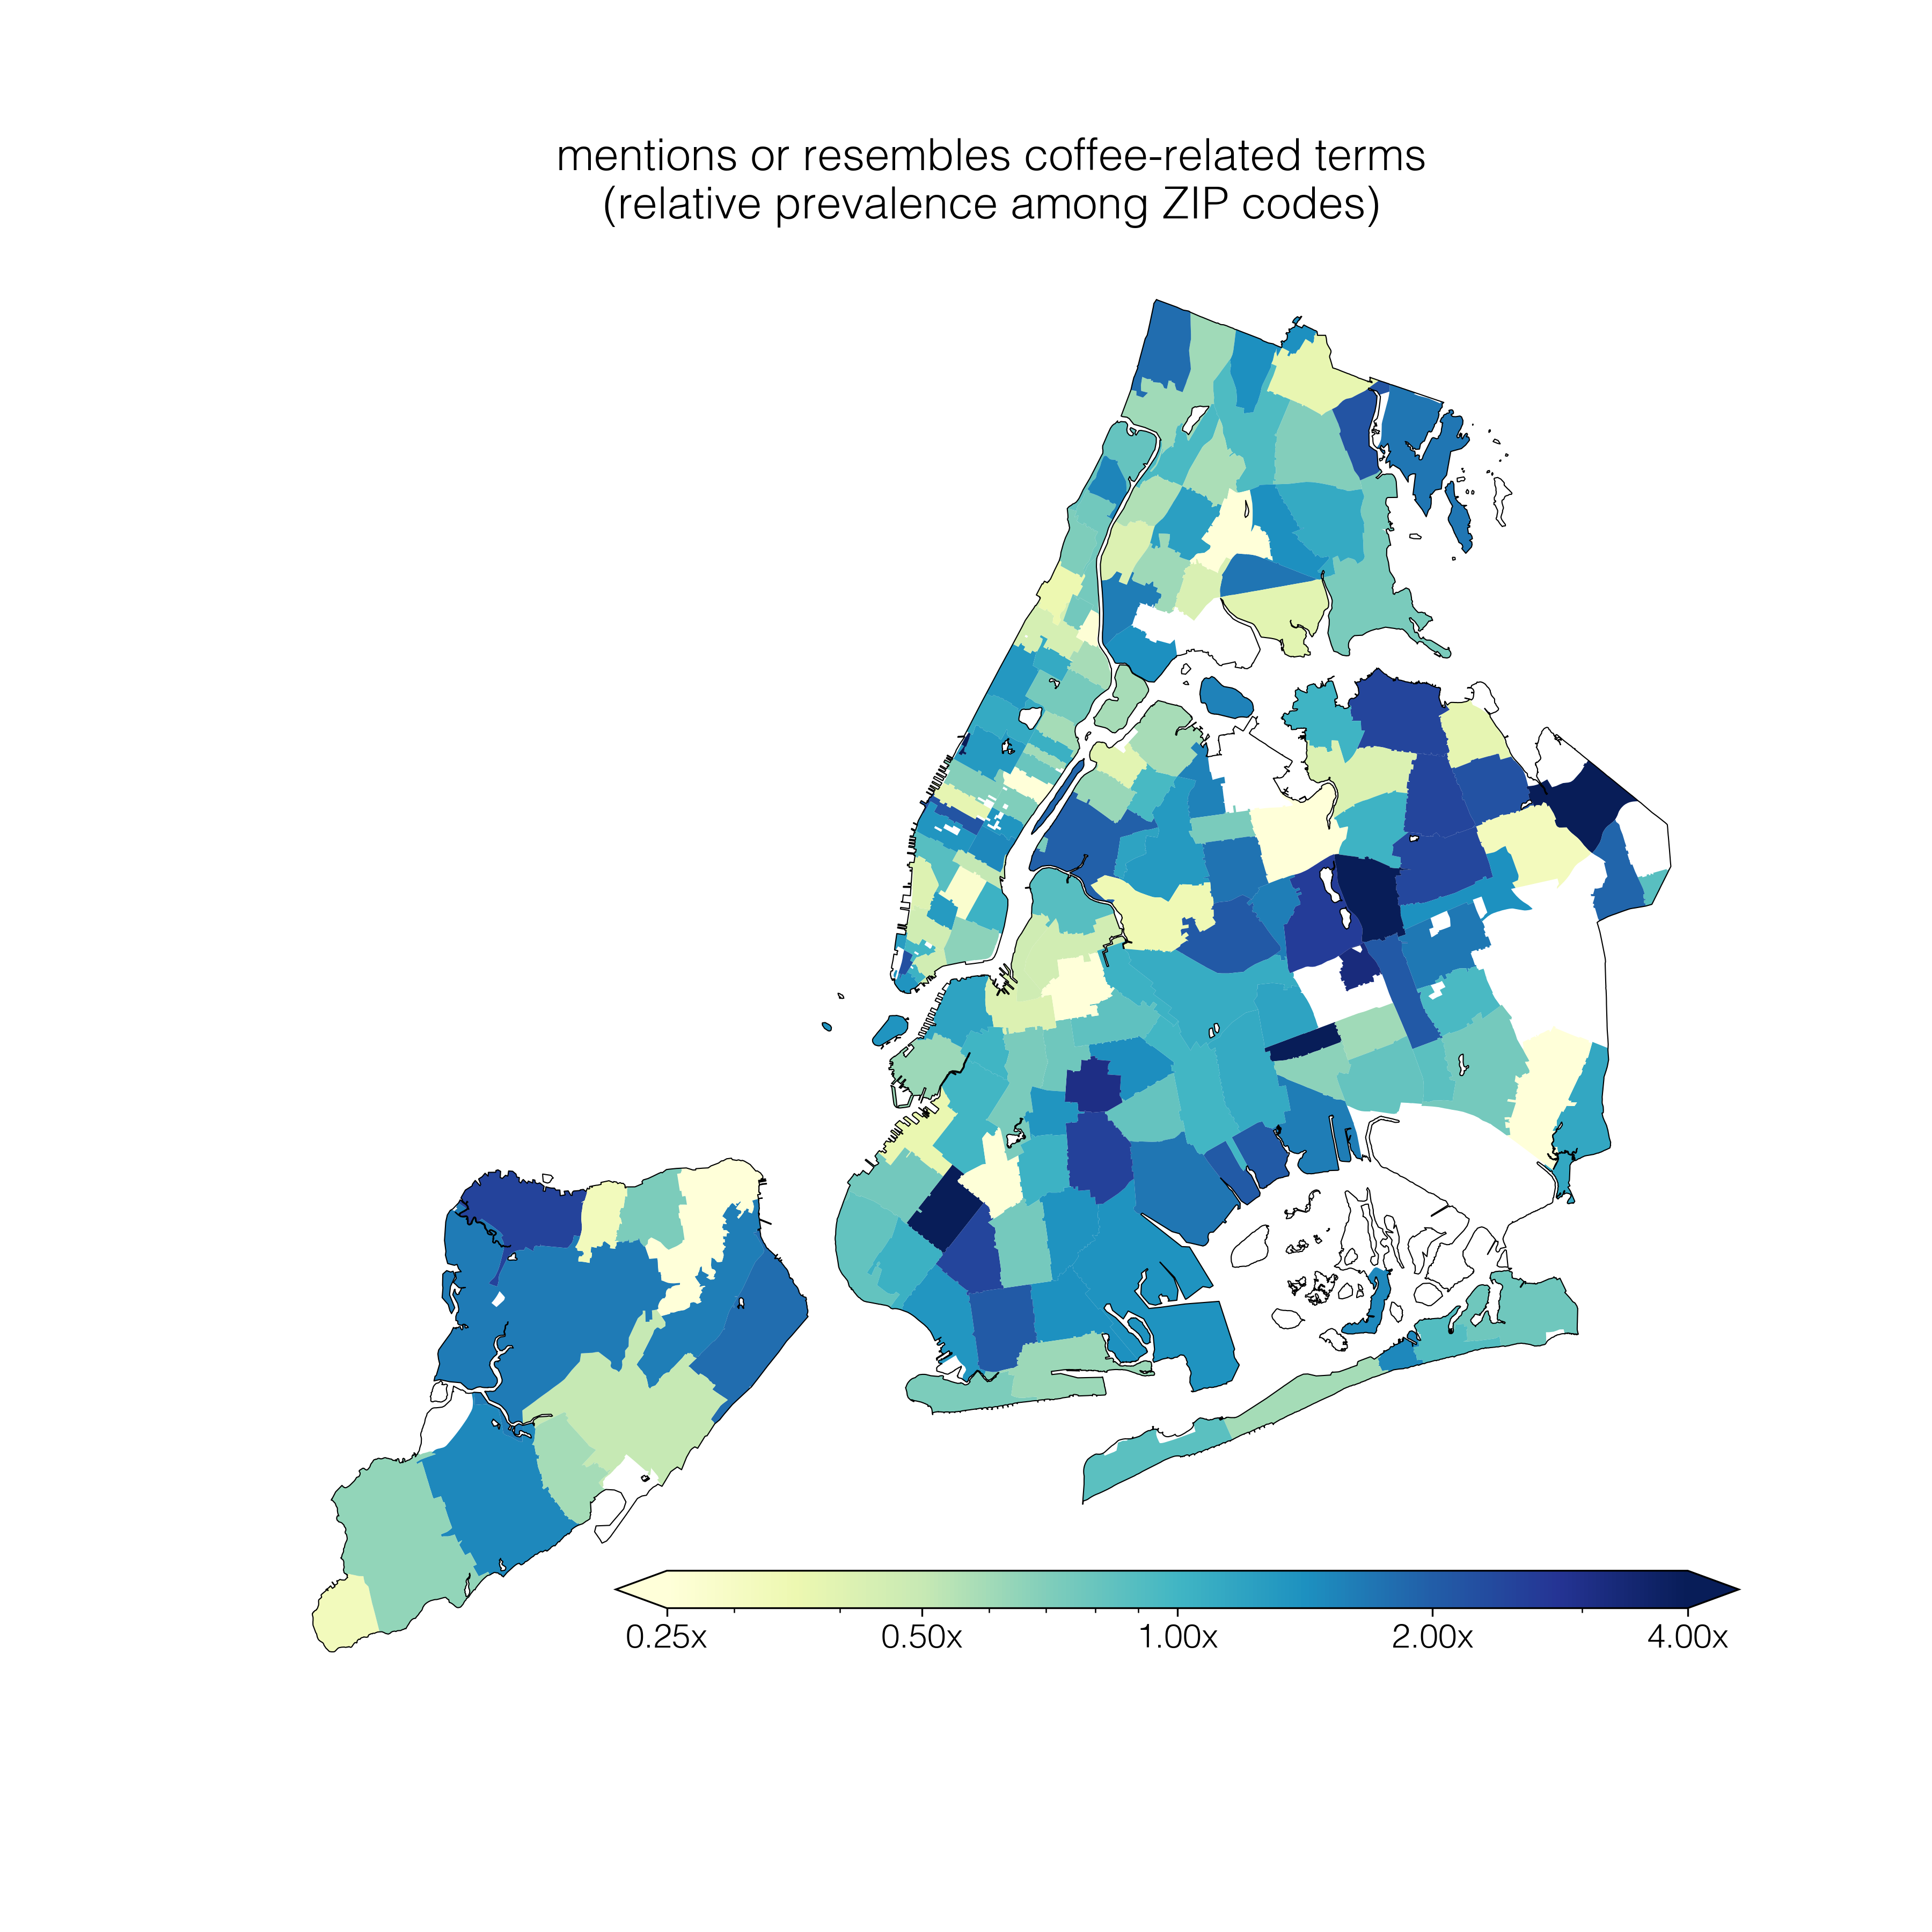 mentions or resembles coffee-related terms
(relative prevalence among ZIP codes)
0.25x 0.50x 1.00x 2.00x 4.00x